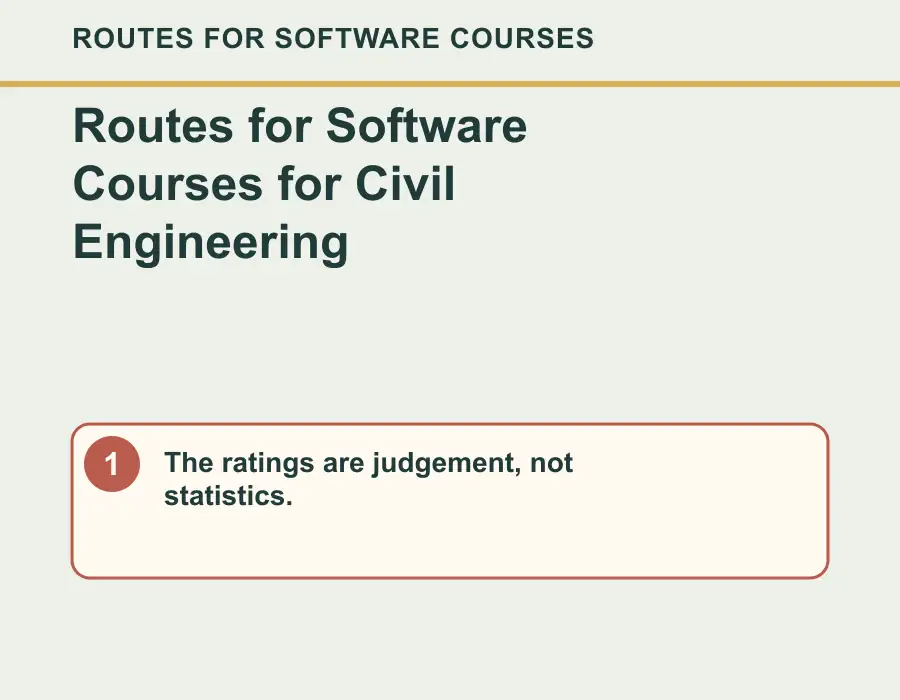 ROUTES FOR SOFTWARE COURSES
Routes for Software
Courses for Civil
Engineering
1
The ratings are judgement, not
statistics.